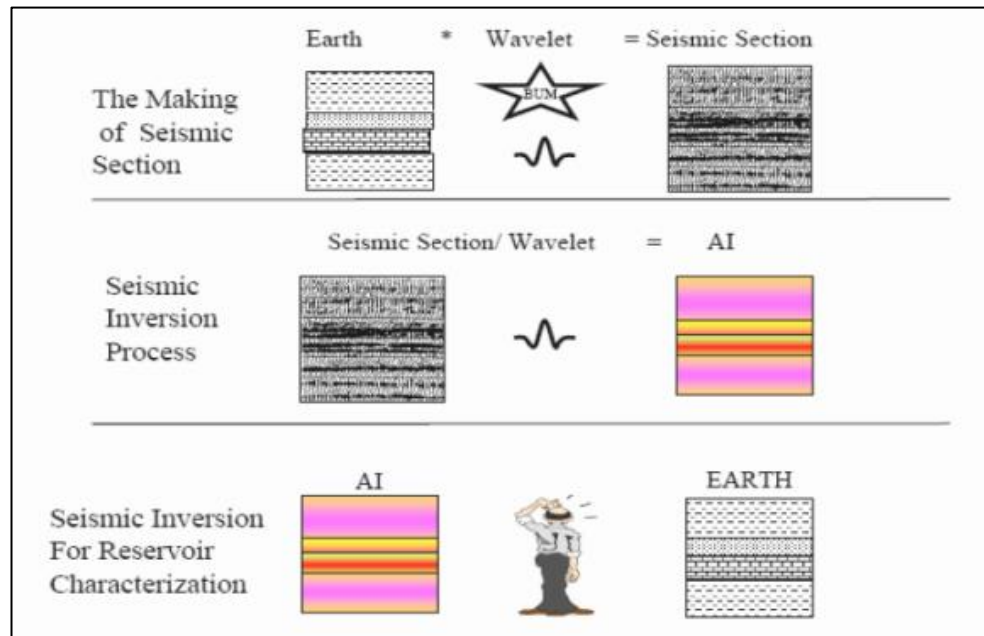 Earth * Wavelet = Seismic Section
BUM
The Making
of Seismic
Section
Seismic Section/ Wavelet = AI
Seismic
Inversion
Process
AI
EARTH
Seismic Inversion
For Reservoir
Characterization